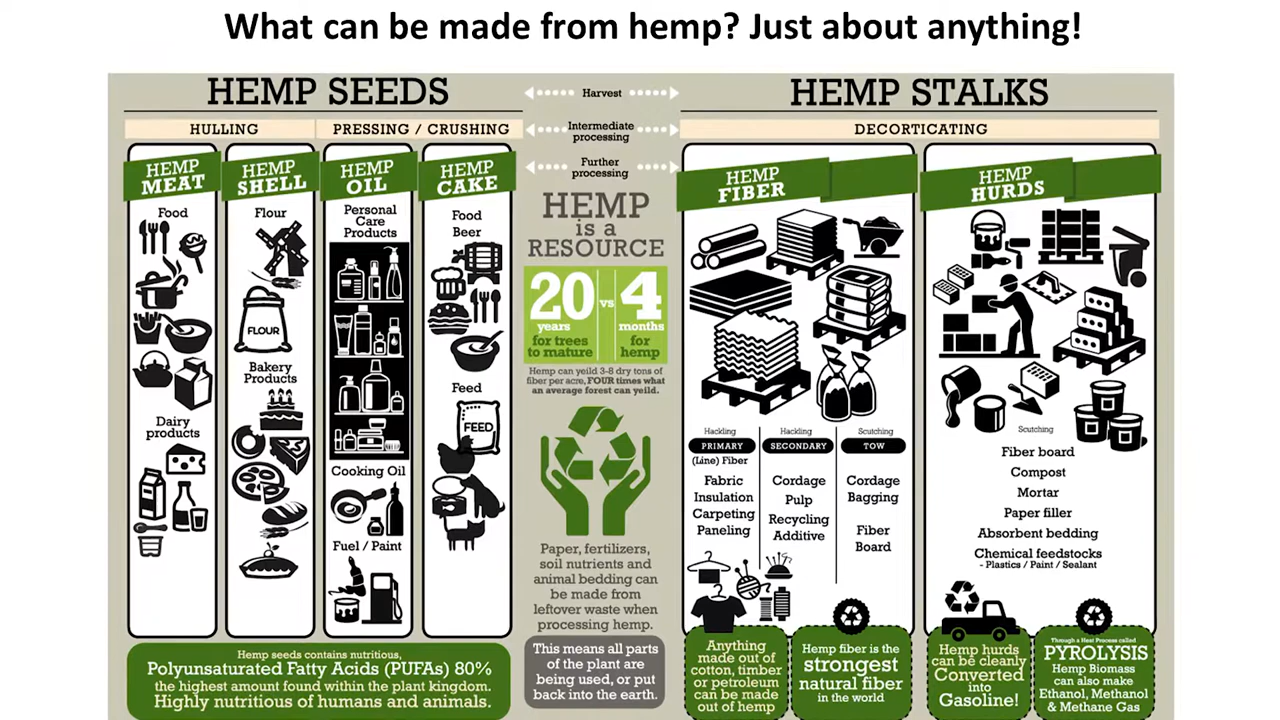 What can be made from hemp? Just about anything!
HEMP SEEDS
HULLING
PRESSING / CRUSHING
HEMP
MEAT
Food
Dairy
products
HEMP
SHELL
Flour
FLOUR
Bakery
Products
HEMP
OIL
Personal
Care
Products
Cooking Oil
Fuel / Paint
HEMP
CAKE
Food
Beer
Feed
FEED
Hemp seeds contains nutritious,
Polyunsaturated Fatty Acids (PUFAs) 80%
the highest amount found within the plant kingdom.
Highly nutritious of humans and animals.
Harvest
Intermediate
processing
Further
processing
HEMP
is a
RESOURCE
20 vs 4
years
months
for trees
to mature
for
hemp
Hemp can yeild 3-8 dry tons of
fiber per acre, FOUR times what
an average forest can yeild.
Paper, fertilizers,
soil nutrients and
animal bedding can
be made from
leftover waste when
processing hemp.
This means all parts
of the plant are
being used, or put
back into the earth.
HEMP STALKS
DECORTICATING
HEMP
FIBER
Hackling
PRIMARY
(Line) Fiber
Fabric
Insulation
Carpeting
Paneling
Hackling
SECONDARY
Cordage
Pulp
Recycling
Additive
Scutching
TOW
Cordage
Bagging
Fiber
Board
Anything
made out of
cotton, timber
or petroleum
can be made
out of hemp
Hemp fiber is the
strongest
natural fiber
in the world
HEMP
HURDS
Scutching
Fiber board
Compost
Mortar
Paper filler
Absorbent bedding
Chemical feedstocks
- Plastics / Paint / Sealant
Hemp hurds
can be cleanly
Converted
into
Gasoline!
Through a Heat Process called
PYROLYSIS
Hemp Biomass
can also make
Ethanol, Methanol
& Methane Gas